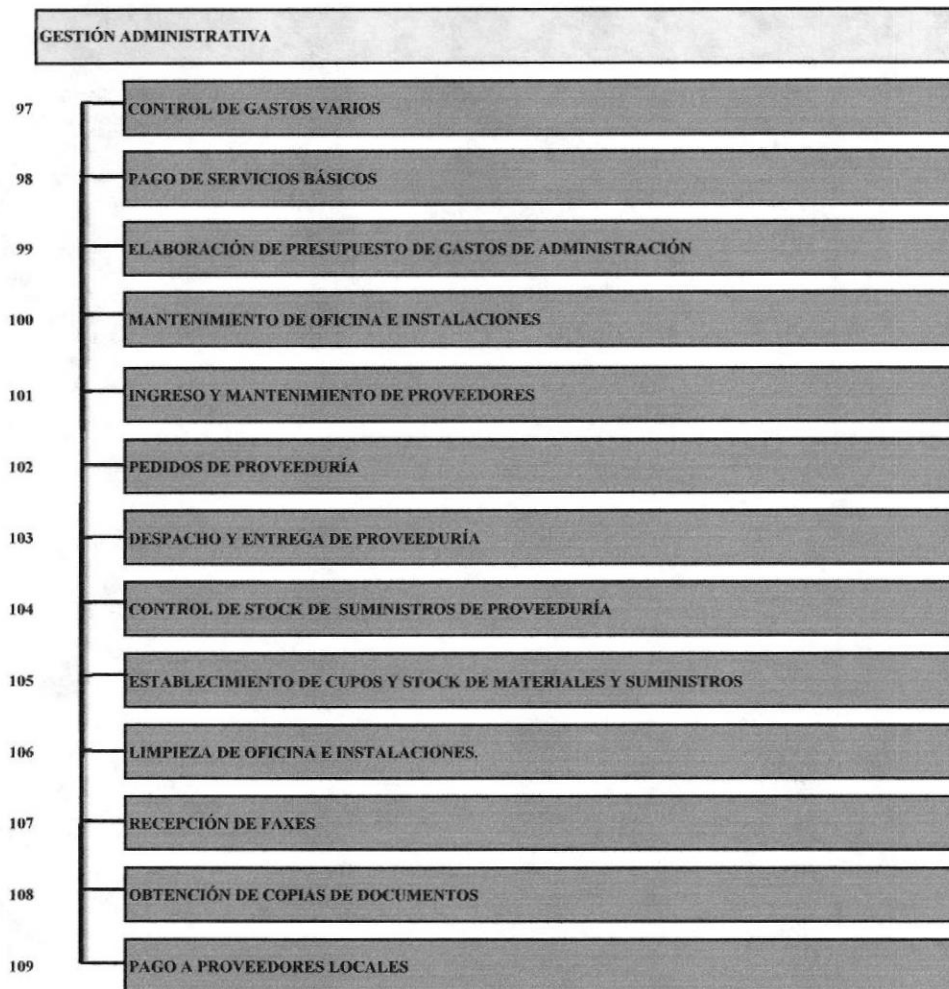 GESTIÓN ADMINISTRATIVA
97 CONTROL DE GASTOS VARIOS
98 PAGO DE SERVICIOS BÁSICOS
99 ELABORACIÓN DE PRESUPUESTO DE GASTOS DE ADMINISTRACIÓN
100 MANTENIMIENTO DE OFICINA E INSTALACIONES
101 INGRESO Y MANTENIMIENTO DE PROVEEDORES
102 PEDIDOS DE PROVEEDURÍA
103 DESPACHO Y ENTREGA DE PROVEEDURÍA
104 CONTROL DE STOCK DE SUMINISTROS DE PROVEEDURÍA
105 ESTABLECIMIENTO DE CUPOS Y STOCK DE MATERIALES Y SUMINISTROS
106 LIMPIEZA DE OFICINA E INSTALACIONES.
107 RECEPCIÓN DE FAXES
108 OBTENCIÓN DE COPIAS DE DOCUMENTOS
109 PAGO A PROVEEDORES LOCALES